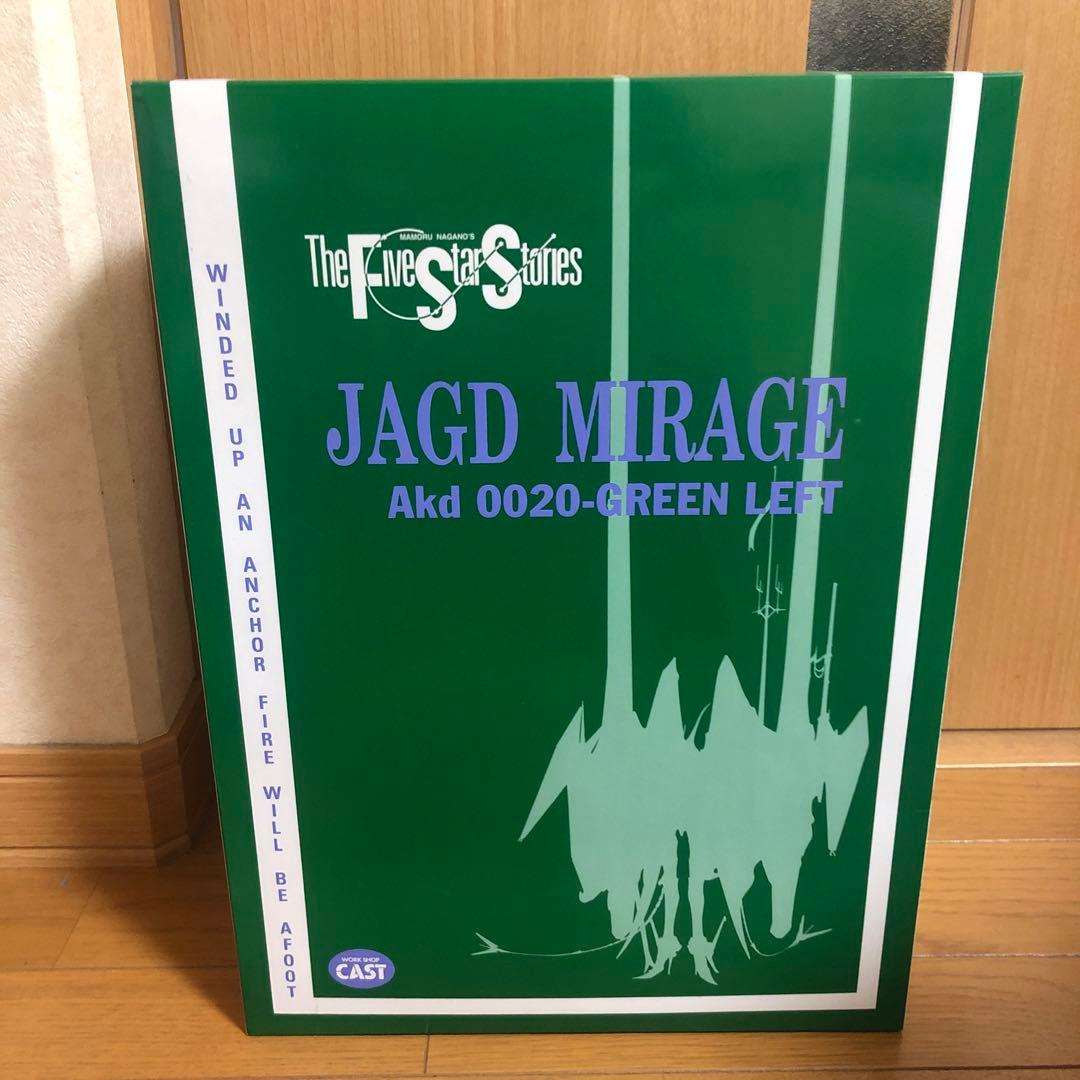 MAMORU NAGANO'S
The Five Star Stories
JAGD MIRAGE
Akd 0020-GREEN LEFT
WINDED UP AN ANCHOR FIRE WILL BE AFOOT
WORK SHOP
CAST